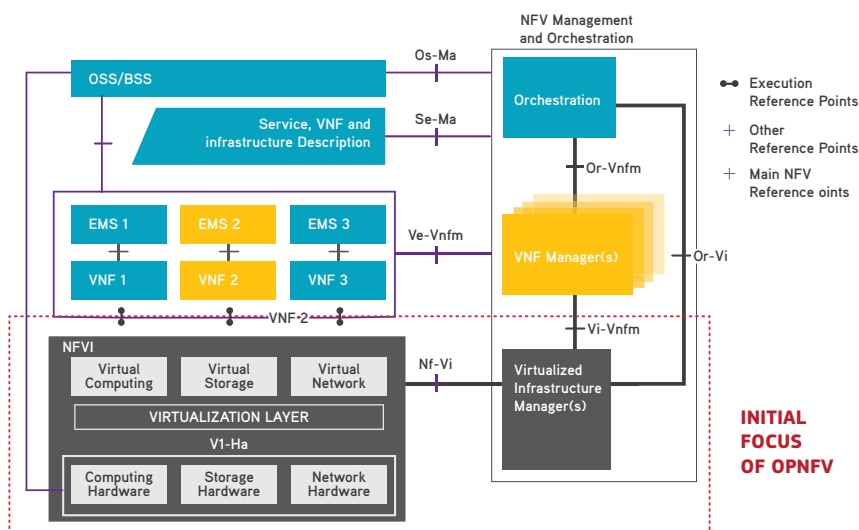 NFV Management
and Orchestration
Os-Ma
OSS/BSS
Orchestration
Execution
Reference Points
Se-Ma
Service, VNF and
infrastructure Description
Other
Reference Points
Or-Vnfm
Main NFV
Reference oints
EMS 1
EMS 2
EMS 3
Ve-Vnfm
VNF Manager(s)
Or-Vi
VNF 1
VNF 2
VNF 3
VNF 2
Vi-Vnfm
NFVI
Virtual
Computing
Virtual
Storage
Virtual
Network
Nf-Vi
Virtualized
Infrastructure
Manager(s)
VIRTUALIZATION LAYER
INITIAL
FOCUS
OF OPNFV
V1-Ha
Computing
Hardware
Storage
Hardware
Network
Hardware